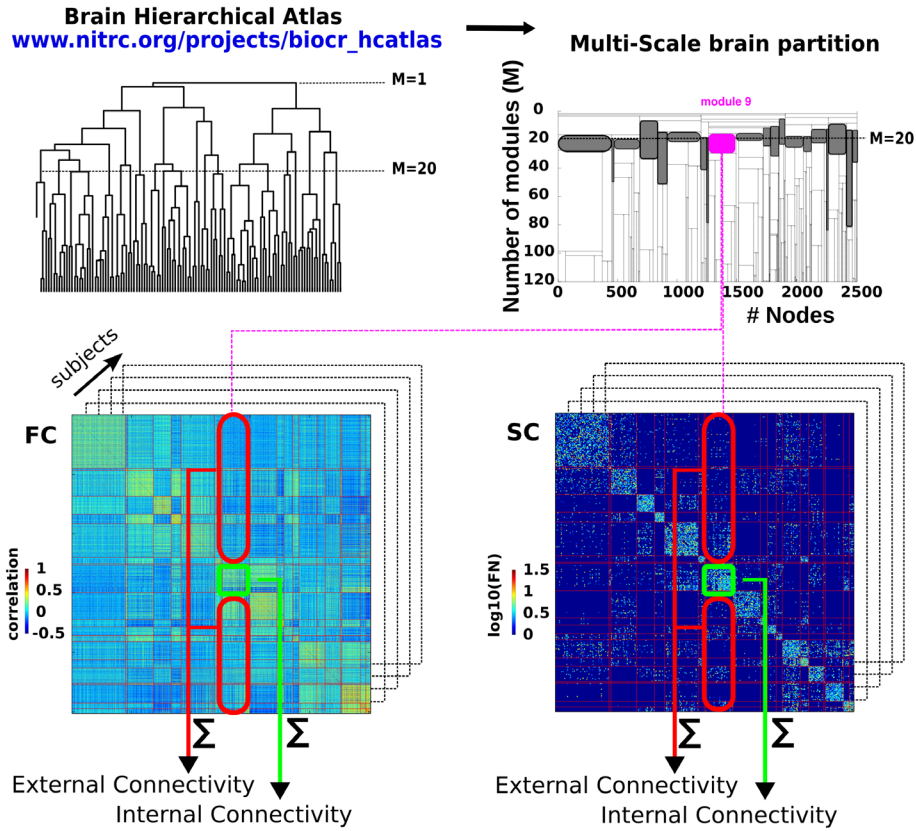 Brain Hierarchical Atlas
www.nitrc.org/projects/biocr_hcatlas
M=1
M=20
Multi-Scale brain partition
module 9
Number of modules (M)
0
20
40
60
80
100
120
M=20
0 500 1000 1500 2000 2500
# Nodes
subjects
FC
correlation
1
0.5
0
-0.5
Σ
Σ
External Connectivity
Internal Connectivity
SC
log10(FN)
1.5
1
0.5
0
Σ
Σ
External Connectivity
Internal Connectivity